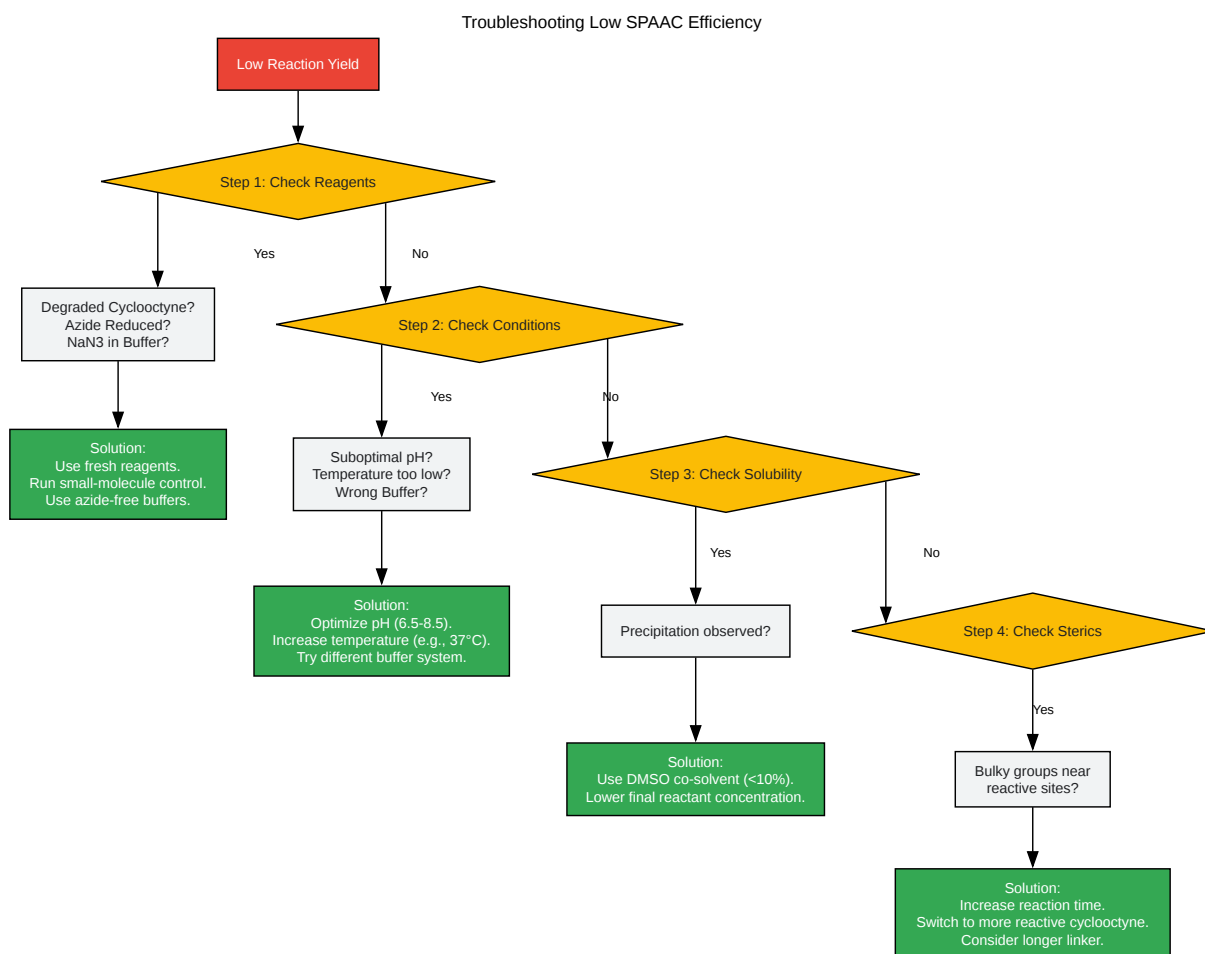 Troubleshooting Low SPAAC Efficiency
Low Reaction Yield
Step 1: Check Reagents
Yes
No
Degraded Cyclooctyne?
Azide Reduced?
NaN3 in Buffer?
Step 2: Check Conditions
Solution:
Use fresh reagents.
Run small-molecule control.
Use azide-free buffers.
Yes
No
Suboptimal pH?
Temperature too low?
Wrong Buffer?
Step 3: Check Solubility
Solution:
Optimize pH (6.5-8.5).
Increase temperature (e.g., 37°C).
Try different buffer system.
Yes
No
Precipitation observed?
Step 4: Check Sterics
Solution:
Use DMSO co-solvent (<10%).
Lower final reactant concentration.
Yes
Bulky groups near
reactive sites?
Solution:
Increase reaction time.
Switch to more reactive cyclooctyne.
Consider longer linker.